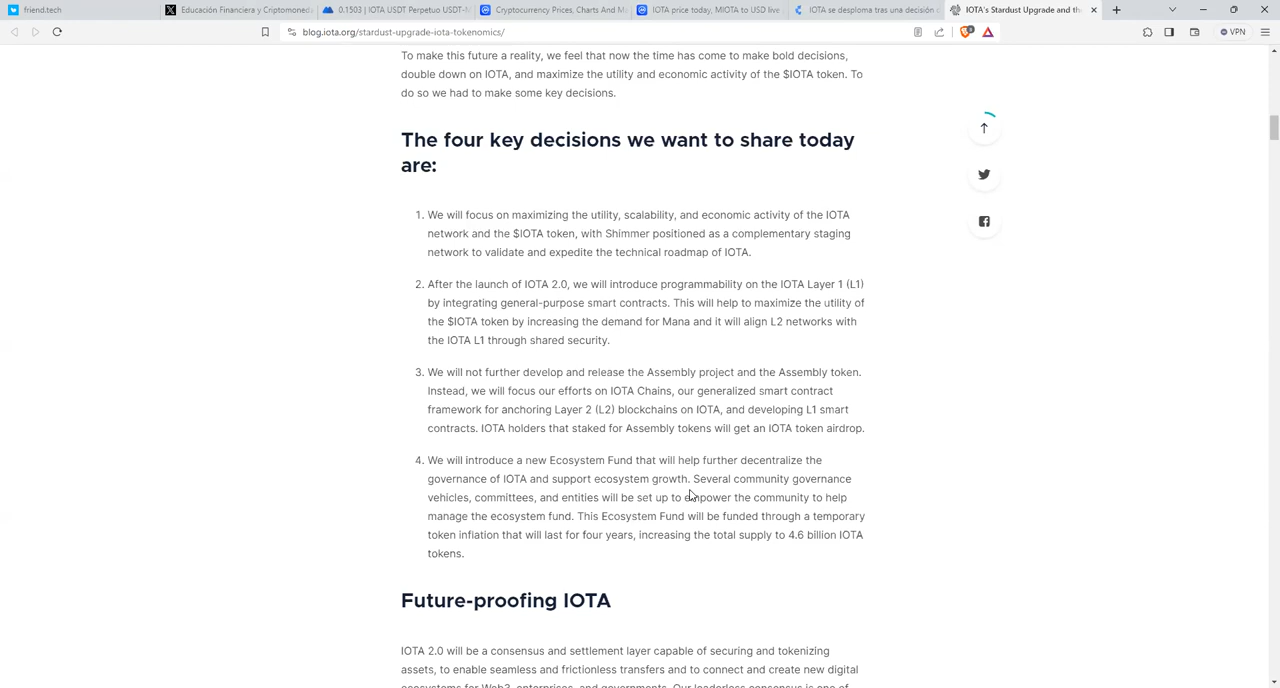 friend.tech
Educación Financiera y Criptomoned
0.1503 | IOTA USDT Perpetuo USDT-M
Cryptocurrency Prices, Charts And M
IOTA price today, MIOTA to USD live
IOTA se desploma tras una decisión
IOTA's Stardust Upgrade and th
blog.iota.org/stardust-upgrade-iota-tokenomics/
VPN
To make this future a reality, we feel that now the time has come to make bold decisions,
double down on IOTA, and maximize the utility and economic activity of the $IOTA token. To
do so we had to make some key decisions.
The four key decisions we want to share today
are:
1. We will focus on maximizing the utility, scalability, and economic activity of the IOTA
network and the $IOTA token, with Shimmer positioned as a complementary staging
network to validate and expedite the technical roadmap of IOTA.
2. After the launch of IOTA 2.0, we will introduce programmability on the IOTA Layer 1 (L1)
by integrating general-purpose smart contracts. This will help to maximize the utility of
the $IOTA token by increasing the demand for Mana and it will align L2 networks with
the IOTA L1 through shared security.
3. We will not further develop and release the Assembly project and the Assembly token.
Instead, we will focus our efforts on IOTA Chains, our generalized smart contract
framework for anchoring Layer 2 (L2) blockchains on IOTA, and developing L1 smart
contracts. IOTA holders that staked for Assembly tokens will get an IOTA token airdrop.
4. We will introduce a new Ecosystem Fund that will help further decentralize the
governance of IOTA and support ecosystem growth. Several community governance
vehicles, committees, and entities will be set up to empower the community to help
manage the ecosystem fund. This Ecosystem Fund will be funded through a temporary
token inflation that will last for four years, increasing the total supply to 4.6 billion IOTA
tokens.
Future-proofing IOTA
IOTA 2.0 will be a consensus and settlement layer capable of securing and tokenizing
assets, to enable seamless and frictionless transfers and to connect and create new digital
ecosystems for Web3, enterprises, and governments. Our leaderless consensus is one of